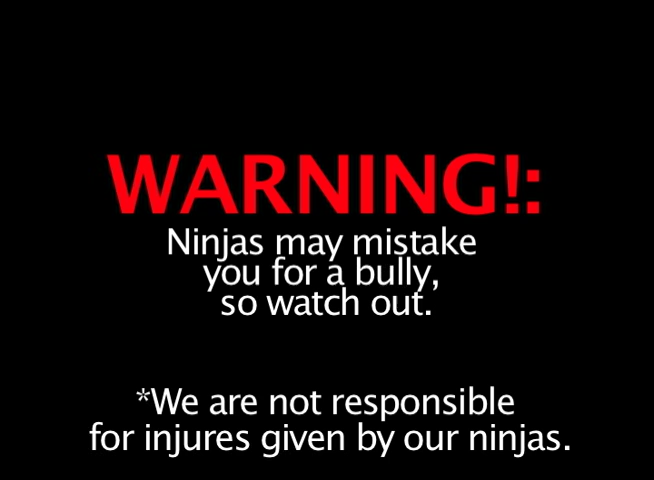 WARNING!:
Ninjas may mistake
you for a bully,
so watch out.
*We are not responsible
for injures given by our ninjas.